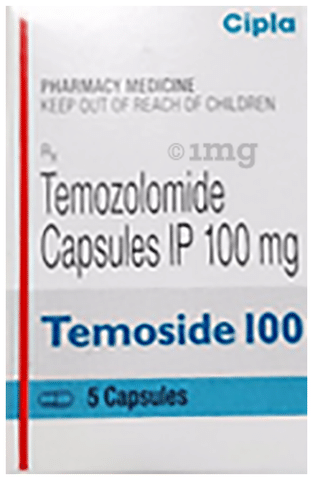 Cipla
PHARMACY MEDICINE
KEEP OUT OF REACH OF CHILDREN
Rx
©1mg
Temozolomide
Capsules IP 100 mg
Temoside 100
5 Capsules